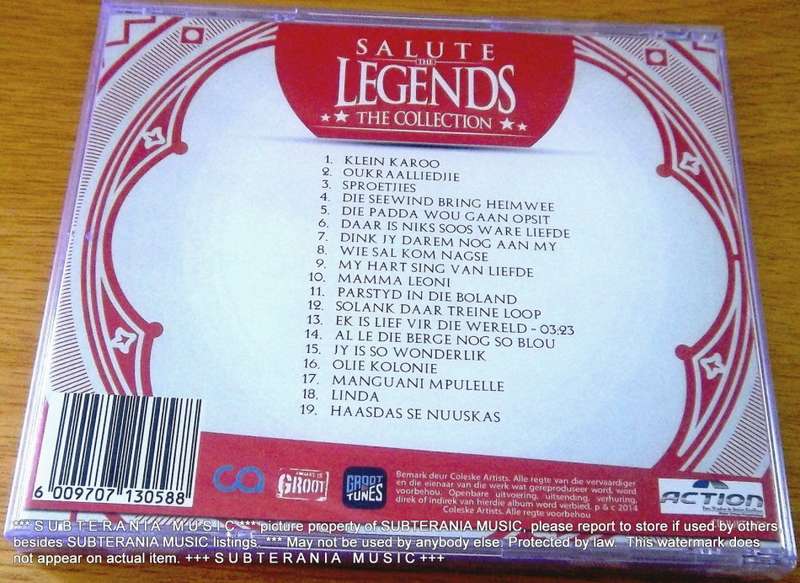 SALUTE
THE
LEGENDS
THE COLLECTION
1. KLEIN KAROO
2. OUKRAALLIEDJIE
3. SPROETJIES
4. DIE SEEWIND BRING HEIMWEE
5. DIE PADDA WOU GAAN OPSIT
6. DAAR IS NIKS SOOS WARE LIEFDE
7. DINK JY DAREM NOG AAN MY
8. WIE SAL KOM NAGSE
9. MY HART SING VAN LIEFDE
10. MAMMA LEONI
11. PARSTYD IN DIE BOLAND
12. SOLANK DAAR TREINE LOOP
13. EK IS LIEF VIR DIE WERELD - 03:23
14. AL LE DIE BERGE NOG SO BLOU
15. JY IS SO WONDERLIK
16. OLIE KOLONIE
17. MANGUANI MPULELLE
18. LINDA
19. HAASDAS SE NUUSKAS
6 009707 130588
ca
GROOT
GROOT
TUNES
Bemark deur Coleske Artists. Alle regte van die vervaardiger
en die eienaar van die werk wat gereproduseer word, word
voorbehou. Openbare uitvoering, uitsending, verhuring,
direk of indirek van hierdie album word verbied. p & c 2014
Coleske Artists. Alle regte voorbehou
ACTION
*** S U B T E R A N I A M U S I C *** picture property of SUBTERANIA MUSIC, please report to store if used by others
besides SUBTERANIA MUSIC listings. *** May not be used by anybody else. Protected by law. This watermark does
not appear on actual item. +++ S U B T E R A N I A M U S I C +++